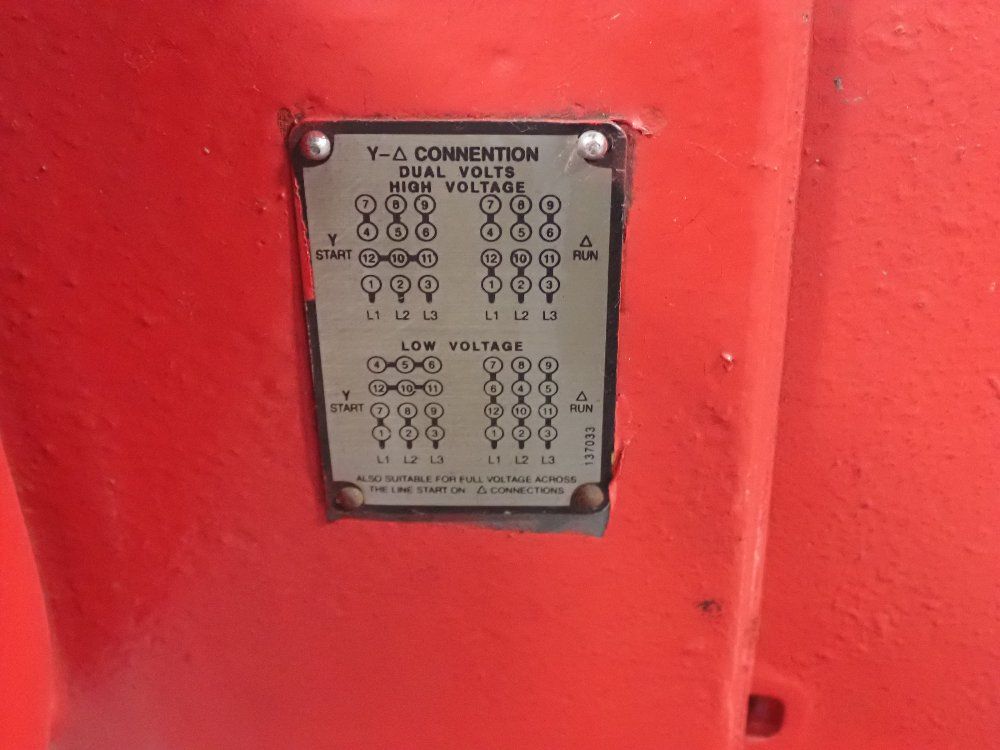 Y-Δ CONNENTION
DUAL VOLTS
HIGH VOLTAGE
7 8 9 7 8 9
4 5 6 4 5 6
Y START 12 10 11 12 10 11 Δ RUN
1 2 3 1 2 3
L1 L2 L3 L1 L2 L3
LOW VOLTAGE
4 5 6 7 8 9
12 10 11 6 4 5
Y START 7 8 9 12 10 11 Δ RUN
1 2 3 1 2 3
L1 L2 L3 L1 L2 L3
137033
ALSO SUITABLE FOR FULL VOLTAGE ACROSS
THE LINE START ON Δ CONNECTIONS